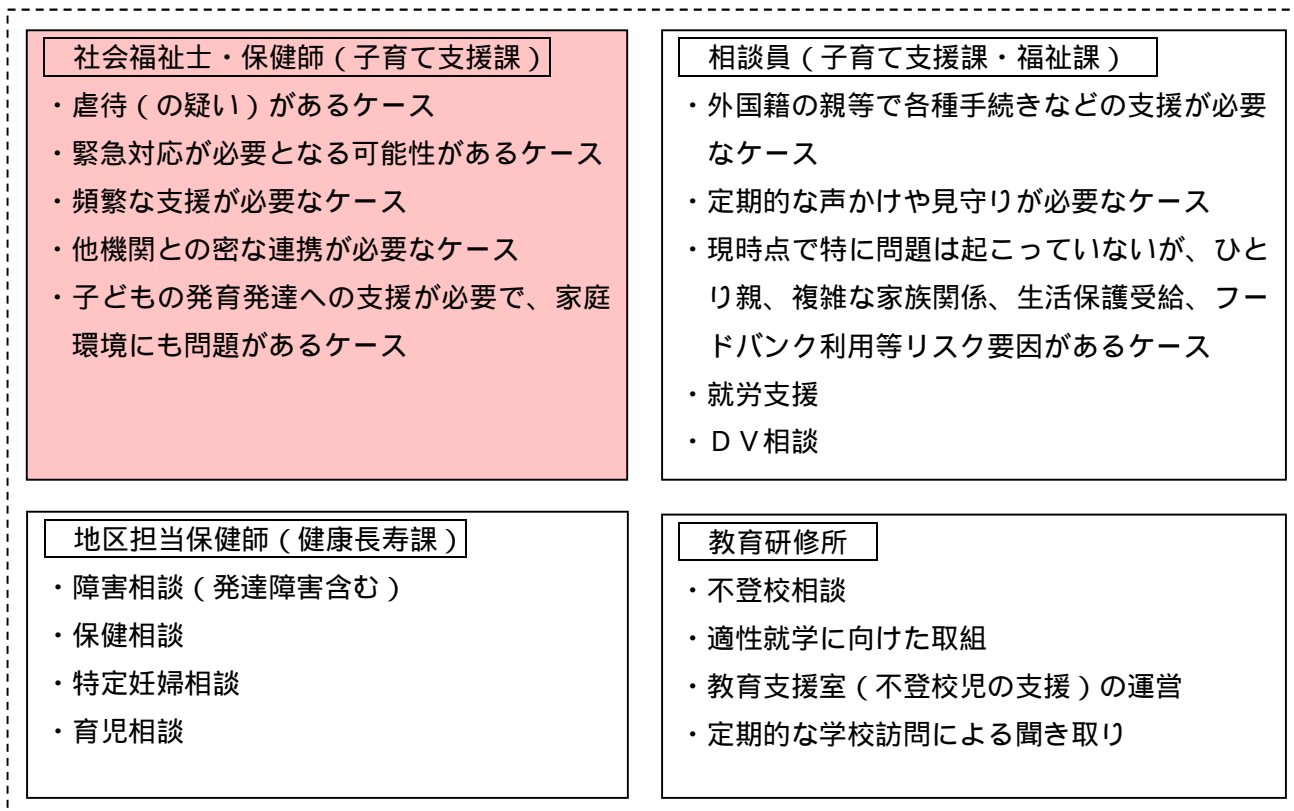 社会福祉士・保健師（子育て支援課）
・虐待（の疑い）があるケース
・緊急対応が必要となる可能性があるケース
・頻繁な支援が必要なケース
・他機関との密な連携が必要なケース
・子どもの発育発達への支援が必要で、家庭
環境にも問題があるケース
相談員（子育て支援課・福祉課）
・外国籍の親等で各種手続きなどの支援が必要
なケース
・定期的な声かけや見守りが必要なケース
・現時点で特に問題は起こっていないが、ひと
り親、複雑な家族関係、生活保護受給、フー
ドバンク利用等リスク要因があるケース
・就労支援
・ＤＶ相談
地区担当保健師（健康長寿課）
・障害相談（発達障害含む）
・保健相談
・特定妊婦相談
・育児相談
教育研修所
・不登校相談
・適性就学に向けた取組
・教育支援室（不登校児の支援）の運営
・定期的な学校訪問による聞き取り